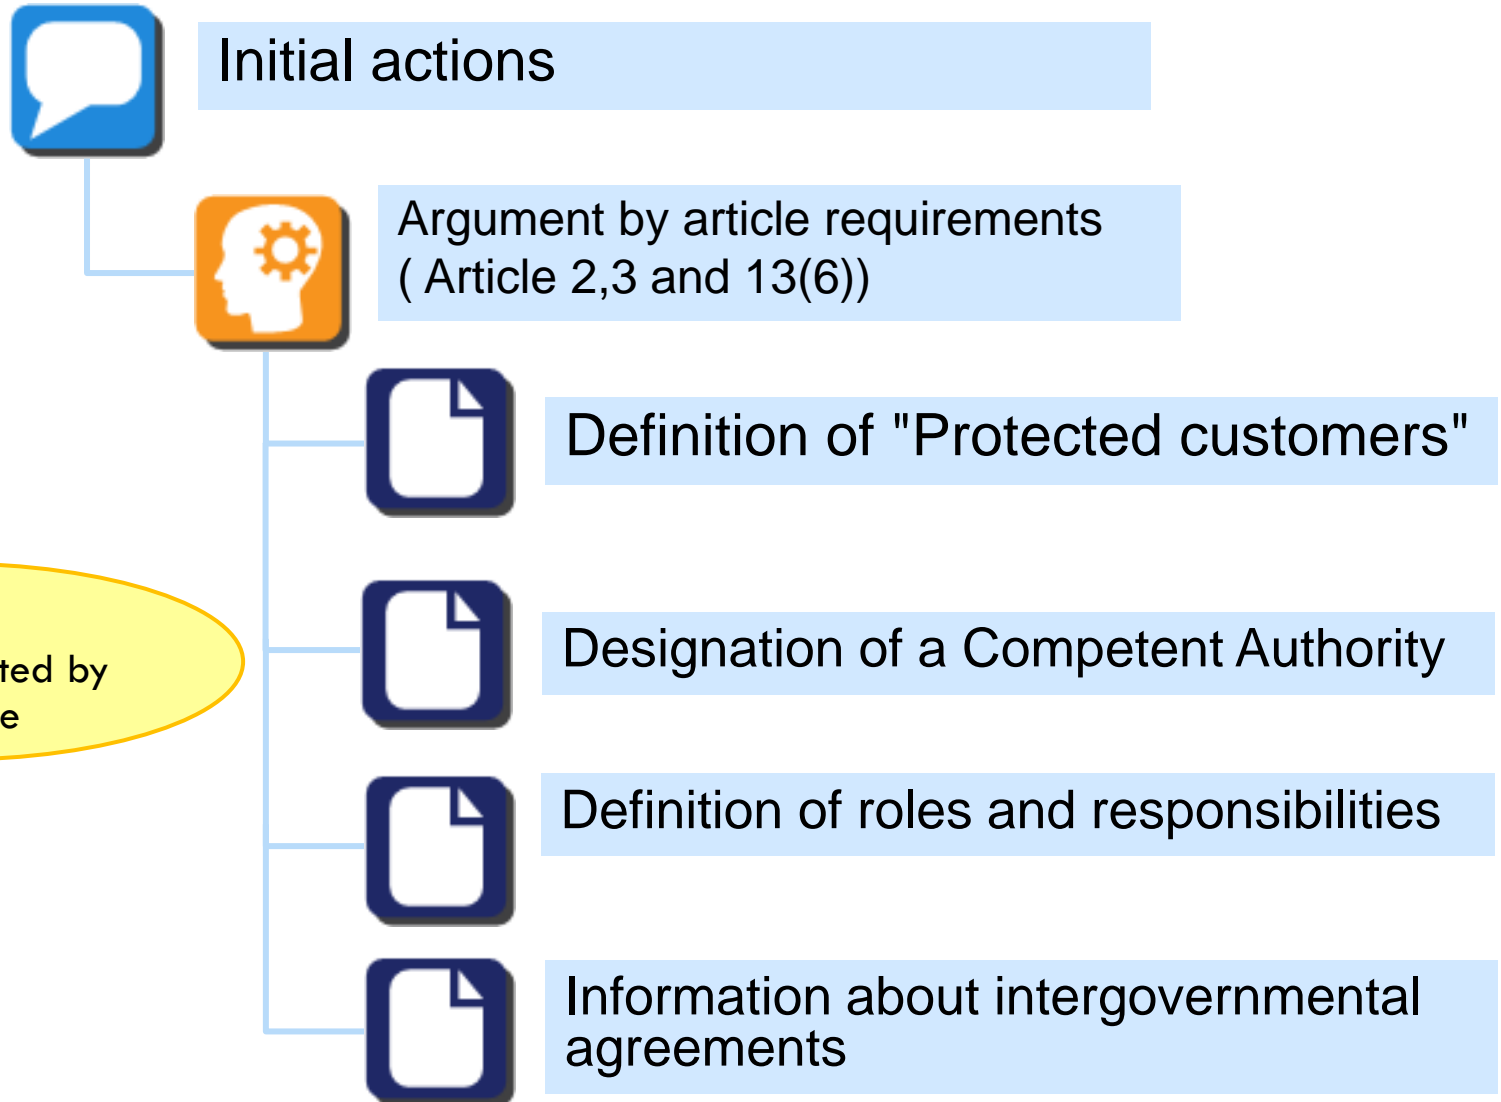 Initial actions
Argument by article requirements
( Article 2,3 and 13(6))
Definition of "Protected customers"
Designation of a Competent Authority
by
Definition of roles and responsibilities
Information about intergovernmental
agreements